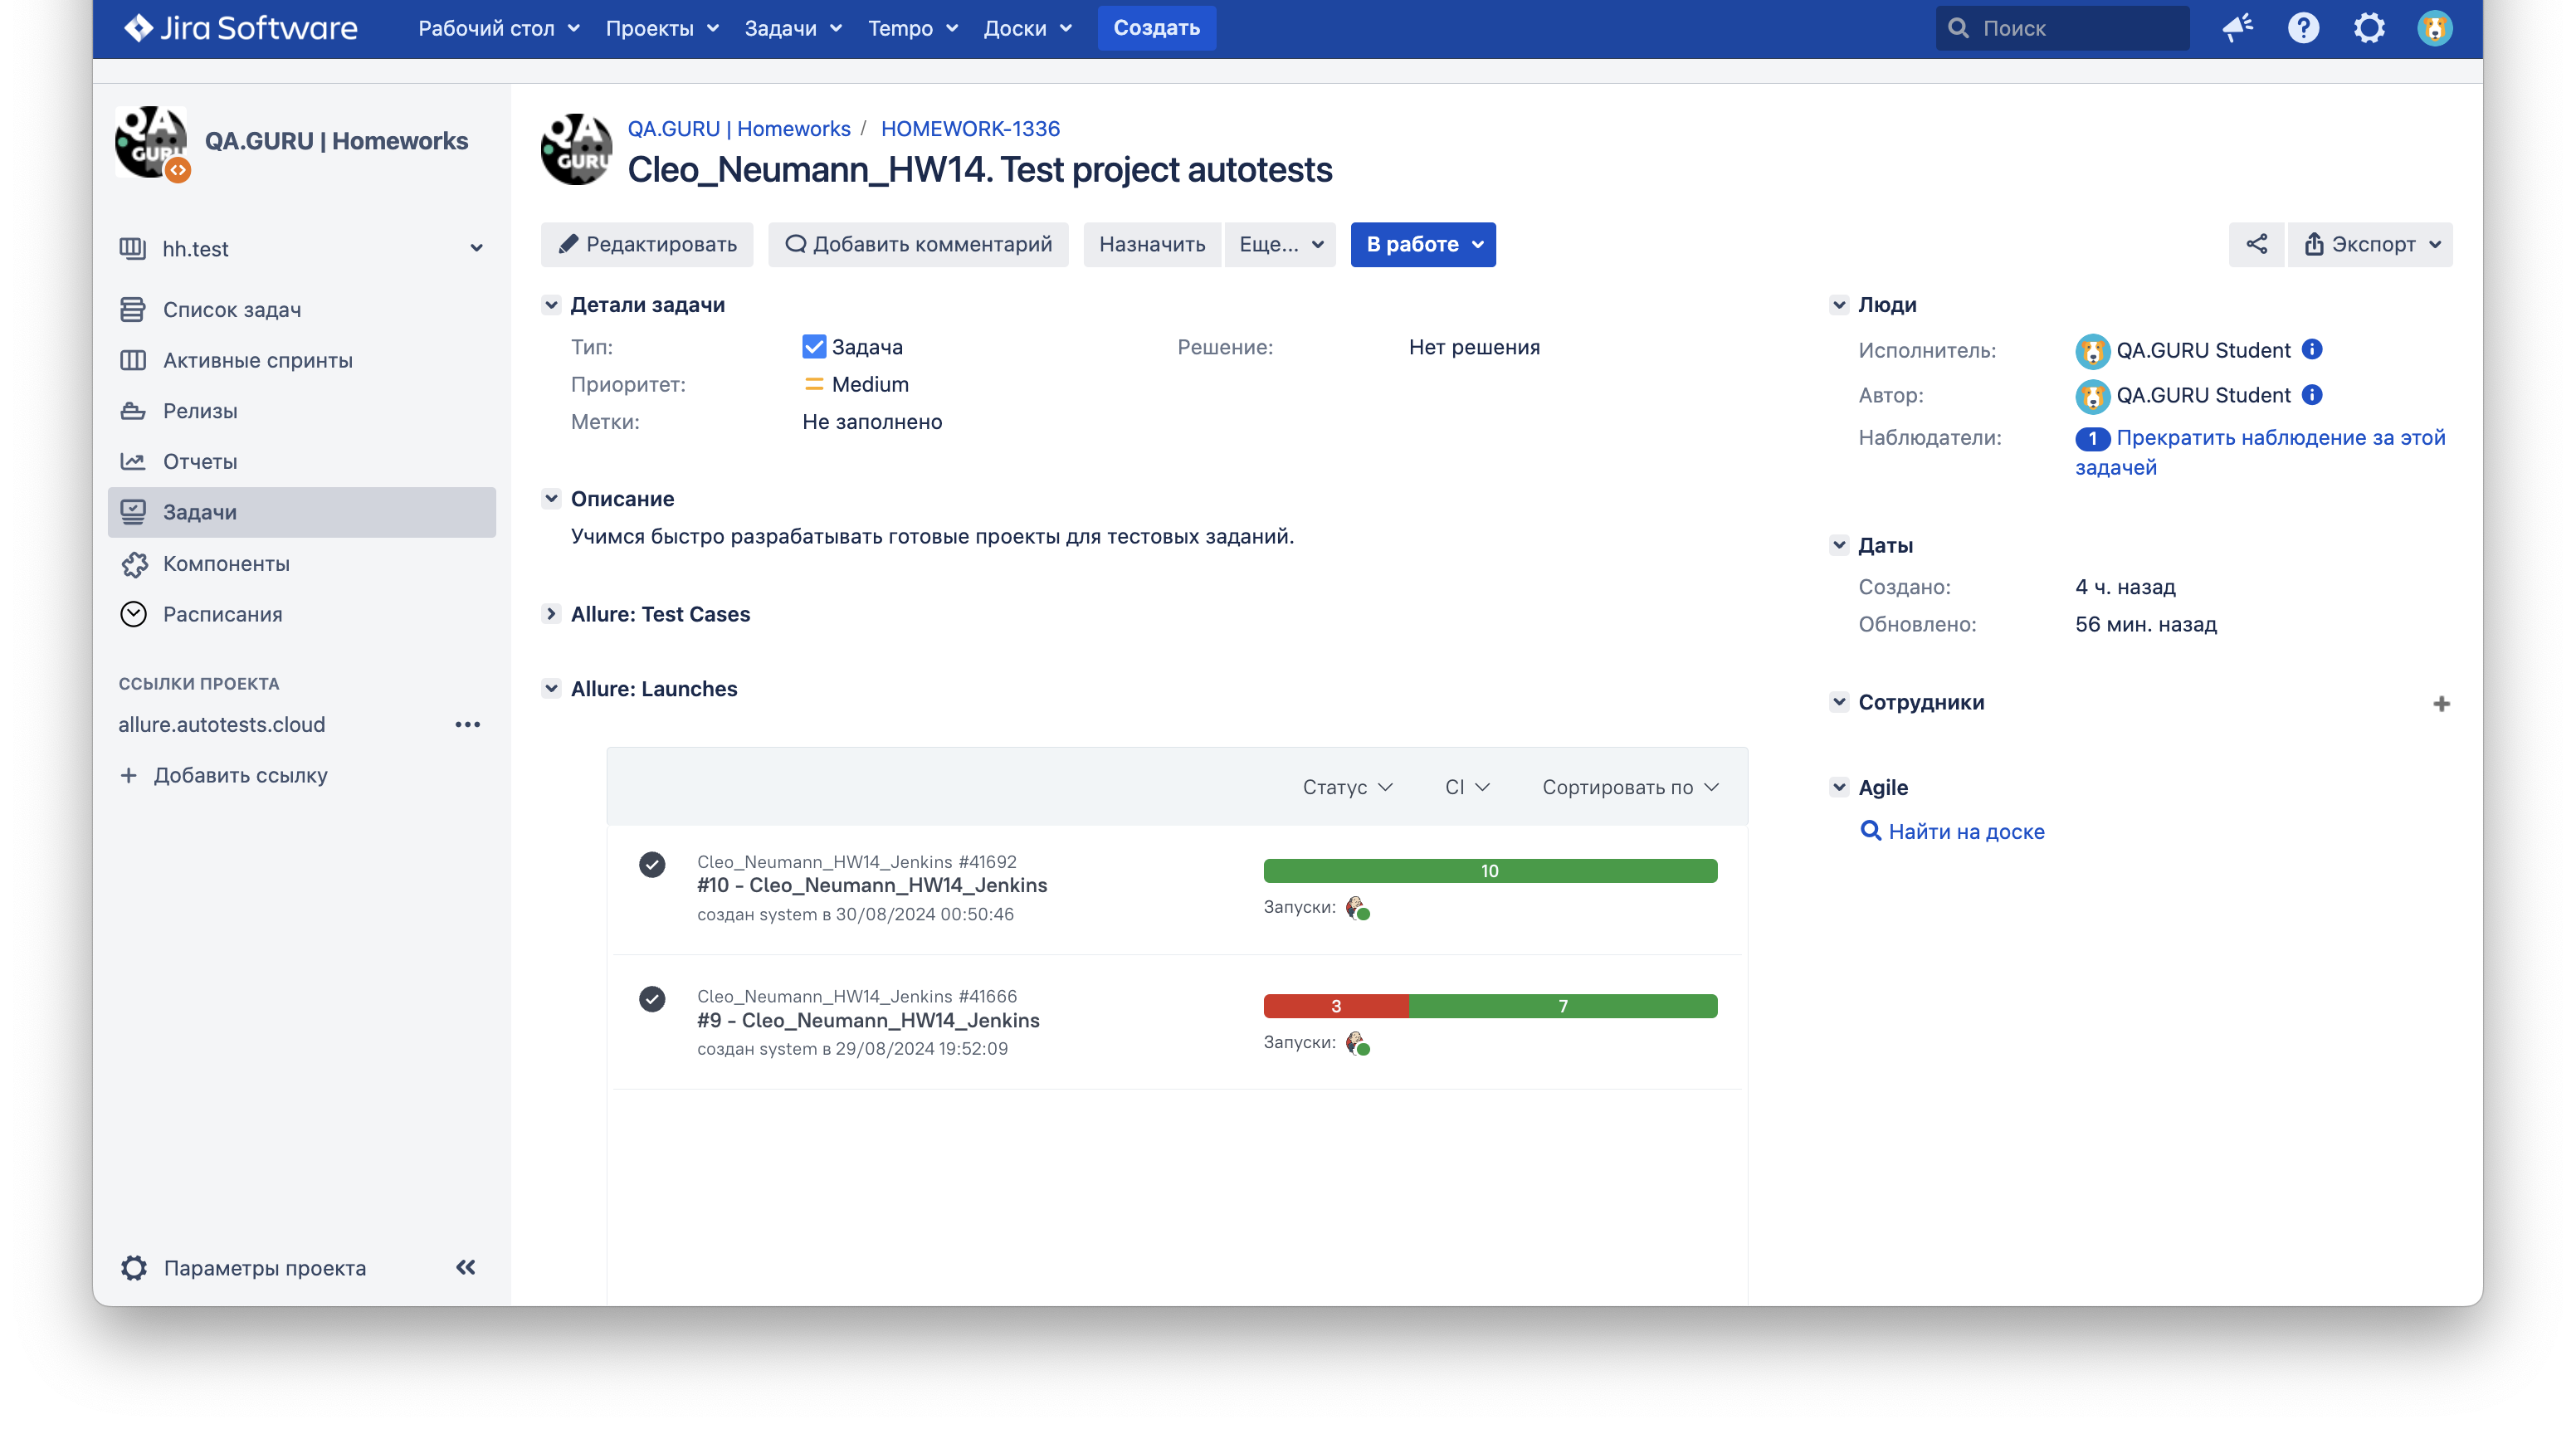 Jira Software
Рабочий стол
Проекты
Задачи
Tempo
Доски
Создать
Поиск
QA GURU
QA.GURU | Homeworks
hh.test
Список задач
Активные спринты
Релизы
Отчеты
Задачи
Компоненты
Расписания
ССЫЛКИ ПРОЕКТА
allure.autotests.cloud
Добавить ссылку
Параметры проекта
QA GURU
QA.GURU | Homeworks / HOMEWORK-1336
Cleo_Neumann_HW14. Test project autotests
Редактировать
Добавить комментарий
Назначить
Еще...
В работе
Экспорт
Детали задачи
Тип: Задача
Решение: Нет решения
Приоритет: Medium
Метки: Не заполнено
Описание
Учимся быстро разрабатывать готовые проекты для тестовых заданий.
Allure: Test Cases
Allure: Launches
Статус
CI
Сортировать по
Cleo_Neumann_HW14_Jenkins #41692
#10 - Cleo_Neumann_HW14_Jenkins
создан system в 30/08/2024 00:50:46
10
Запуски:
Cleo_Neumann_HW14_Jenkins #41666
#9 - Cleo_Neumann_HW14_Jenkins
создан system в 29/08/2024 19:52:09
3 7
Запуски:
Люди
Исполнитель: QA.GURU Student
Автор: QA.GURU Student
Наблюдатели: 1 Прекратить наблюдение за этой
задачей
Даты
Создано: 4 ч. назад
Обновлено: 56 мин. назад
Сотрудники
Agile
Найти на доске